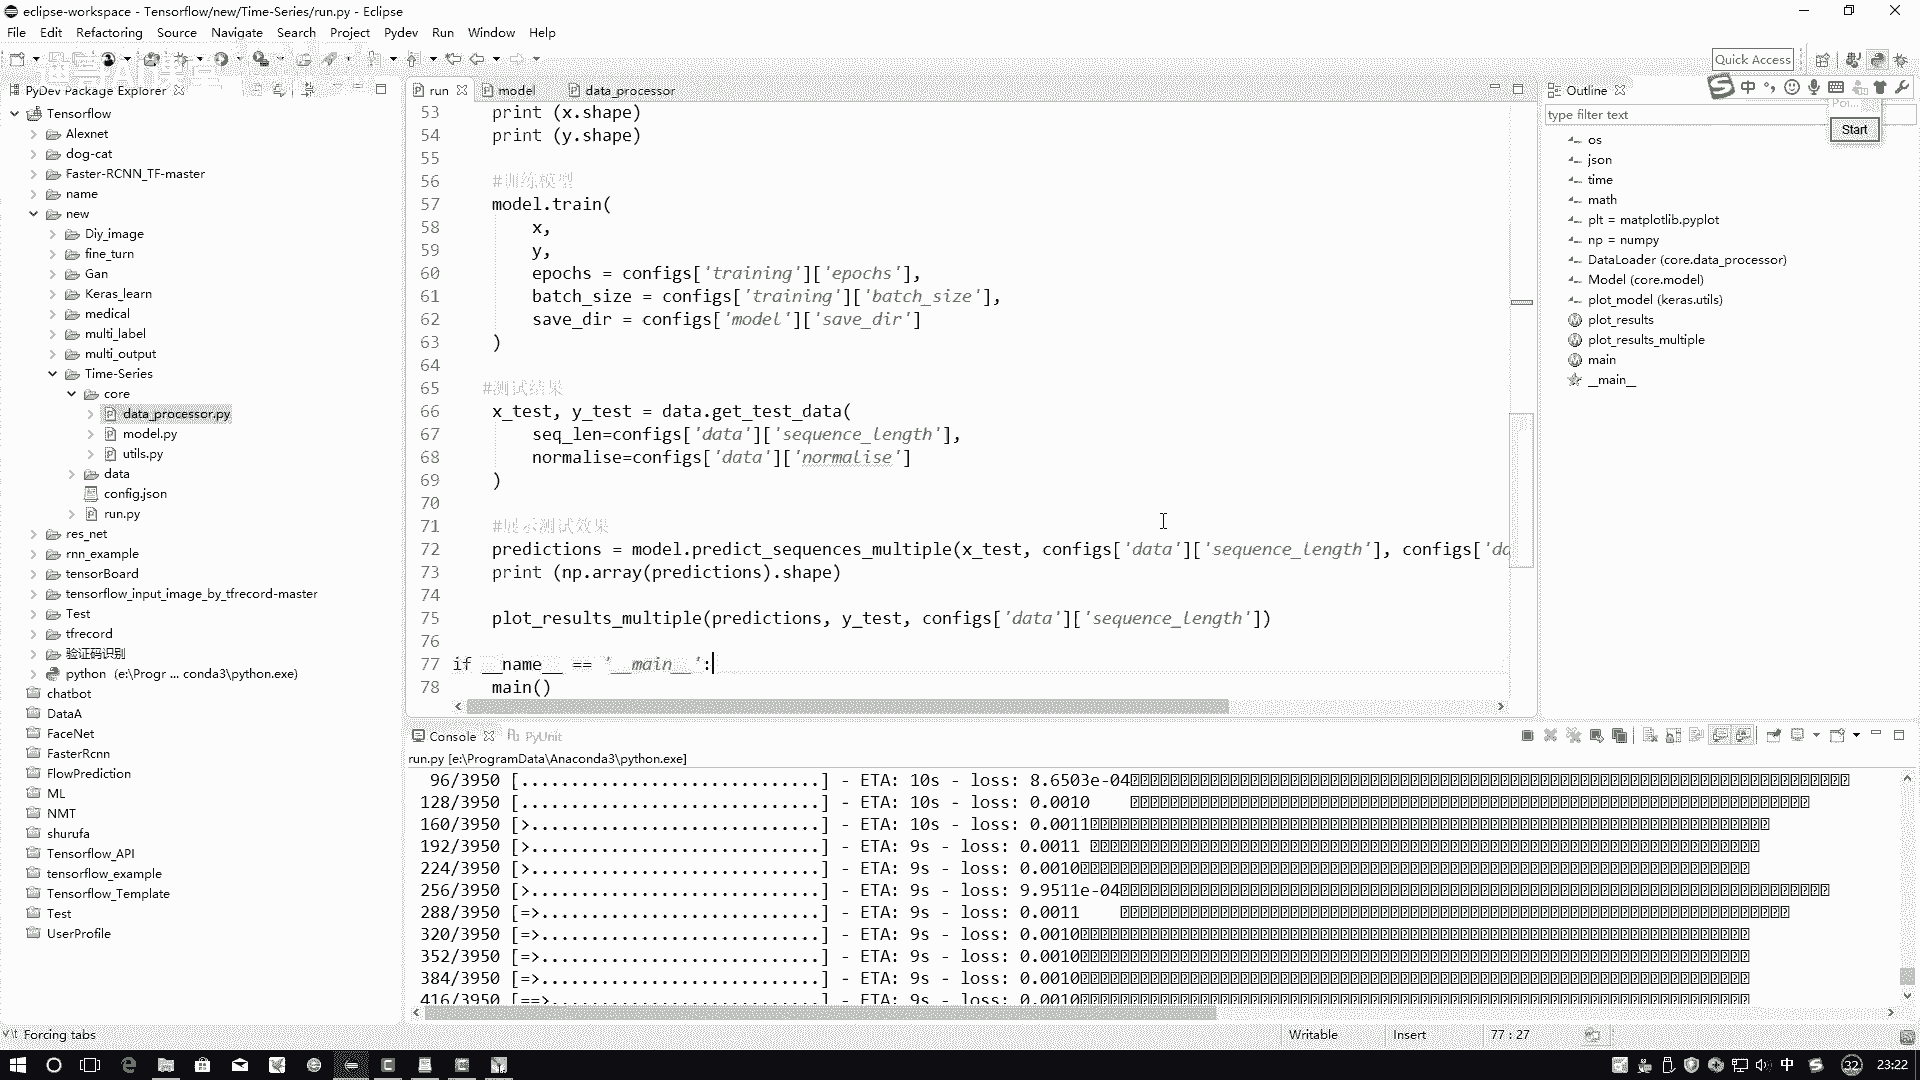 eclipse-workspace - Tensorflow/new/Time-Series/run.py - Eclipse
File Edit Refactoring Source Navigate Search Project Pydev Run Window Help
Quick Access
PyDev Package Explorer
Tensorflow
Alexnet
dog-cat
Faster-RCNN_TF-master
name
new
Diy_image
fine_turn
Gan
Keras_learn
medical
multi_label
multi_output
Time-Series
core
data_processor.py
model.py
utils.py
data
config.json
run.py
res_net
rnn_example
tensorBoard
tensorflow_input_image_by_tfrecord-master
Test
tfrecord
验证码识别
python (e:\Progr ... conda3\python.exe)
chatbot
DataA
FaceNet
FasterRcnn
FlowPrediction
ML
NMT
shurufa
Tensorflow_API
tensorflow_example
Tensorflow_Template
Test
UserProfile
run model data_processor
53 print (x.shape)
54 print (y.shape)
55
56 #训练模型
57 model.train(
58 x,
59 y,
60 epochs = configs['training']['epochs'],
61 batch_size = configs['training']['batch_size'],
62 save_dir = configs['model']['save_dir']
63 )
64
65 #测试结果
66 x_test, y_test = data.get_test_data(
67 seq_len=configs['data']['sequence_length'],
68 normalise=configs['data']['normalise']
69 )
70
71 #展示测试效果
72 predictions = model.predict_sequences_multiple(x_test, configs['data']['sequence_length'], configs['da
73 print (np.array(predictions).shape)
74
75 plot_results_multiple(predictions, y_test, configs['data']['sequence_length'])
76
77 if __name__ == '__main__':
78 main()
Outline
中
type filter text
Start
os
json
time
math
plt = matplotlib.pyplot
np = numpy
DataLoader (core.data_processor)
Model (core.model)
plot_model (keras.utils)
plot_results
plot_results_multiple
main
__main__
Console PyUnit
run.py [e:\ProgramData\Anaconda3\python.exe]
96/3950 [..............................] - ETA: 10s - loss: 8.6503e-04
128/3950 [..............................] - ETA: 10s - loss: 0.0010
160/3950 [>.............................] - ETA: 10s - loss: 0.0011
192/3950 [>.............................] - ETA: 9s - loss: 0.0011
224/3950 [>.............................] - ETA: 9s - loss: 0.0010
256/3950 [>.............................] - ETA: 9s - loss: 9.9511e-04
288/3950 [=>............................] - ETA: 9s - loss: 0.0011
320/3950 [=>............................] - ETA: 9s - loss: 0.0010
352/3950 [=>............................] - ETA: 9s - loss: 0.0010
384/3950 [=>............................] - ETA: 9s - loss: 0.0010
416/3950 [==>...........................] - ETA: 9s - loss: 0.0010
Forcing tabs
Writable Insert 77 : 27
中 32 23:22